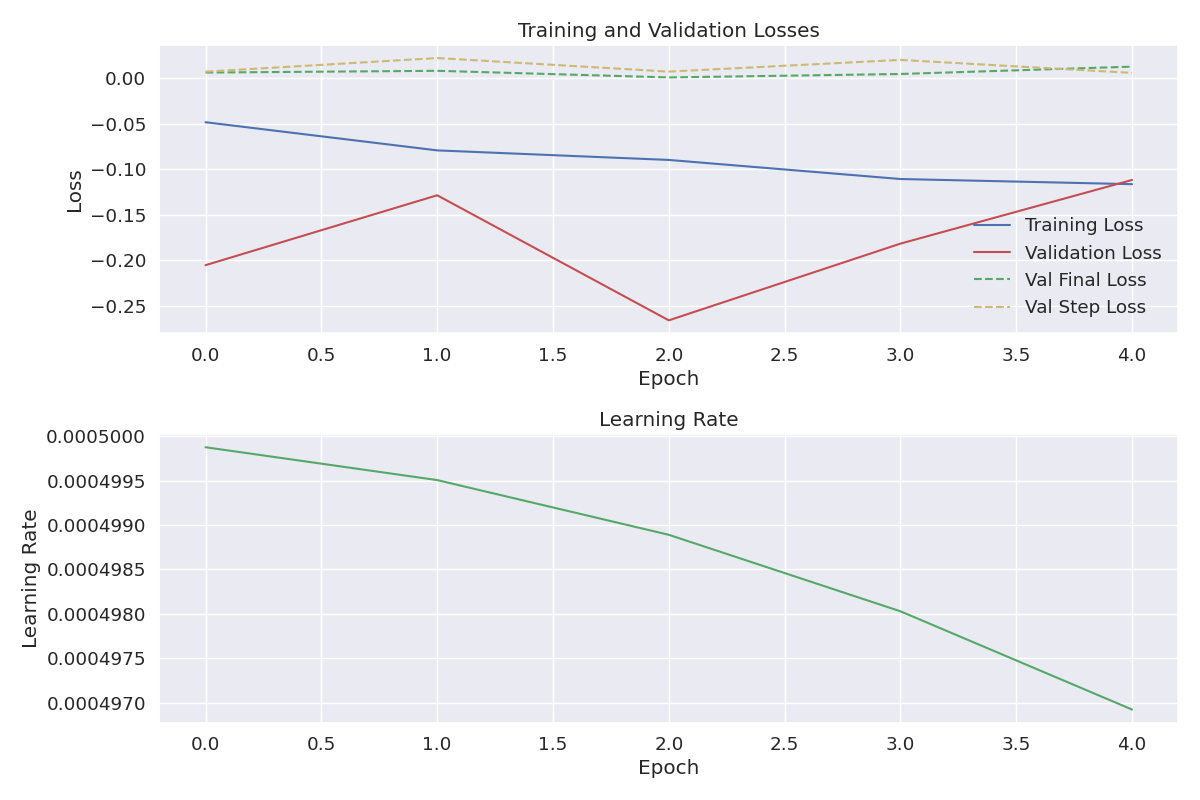 Training and Validation Losses
0.00
−0.05
−0.10
−0.15
−0.20
−0.25
Loss
Training Loss
Validation Loss
Val Final Loss
Val Step Loss
0.0 0.5 1.0 1.5 2.0 2.5 3.0 3.5 4.0
Epoch
Learning Rate
0.0005000
0.0004995
0.0004990
0.0004985
0.0004980
0.0004975
0.0004970
Learning Rate
0.0 0.5 1.0 1.5 2.0 2.5 3.0 3.5 4.0
Epoch